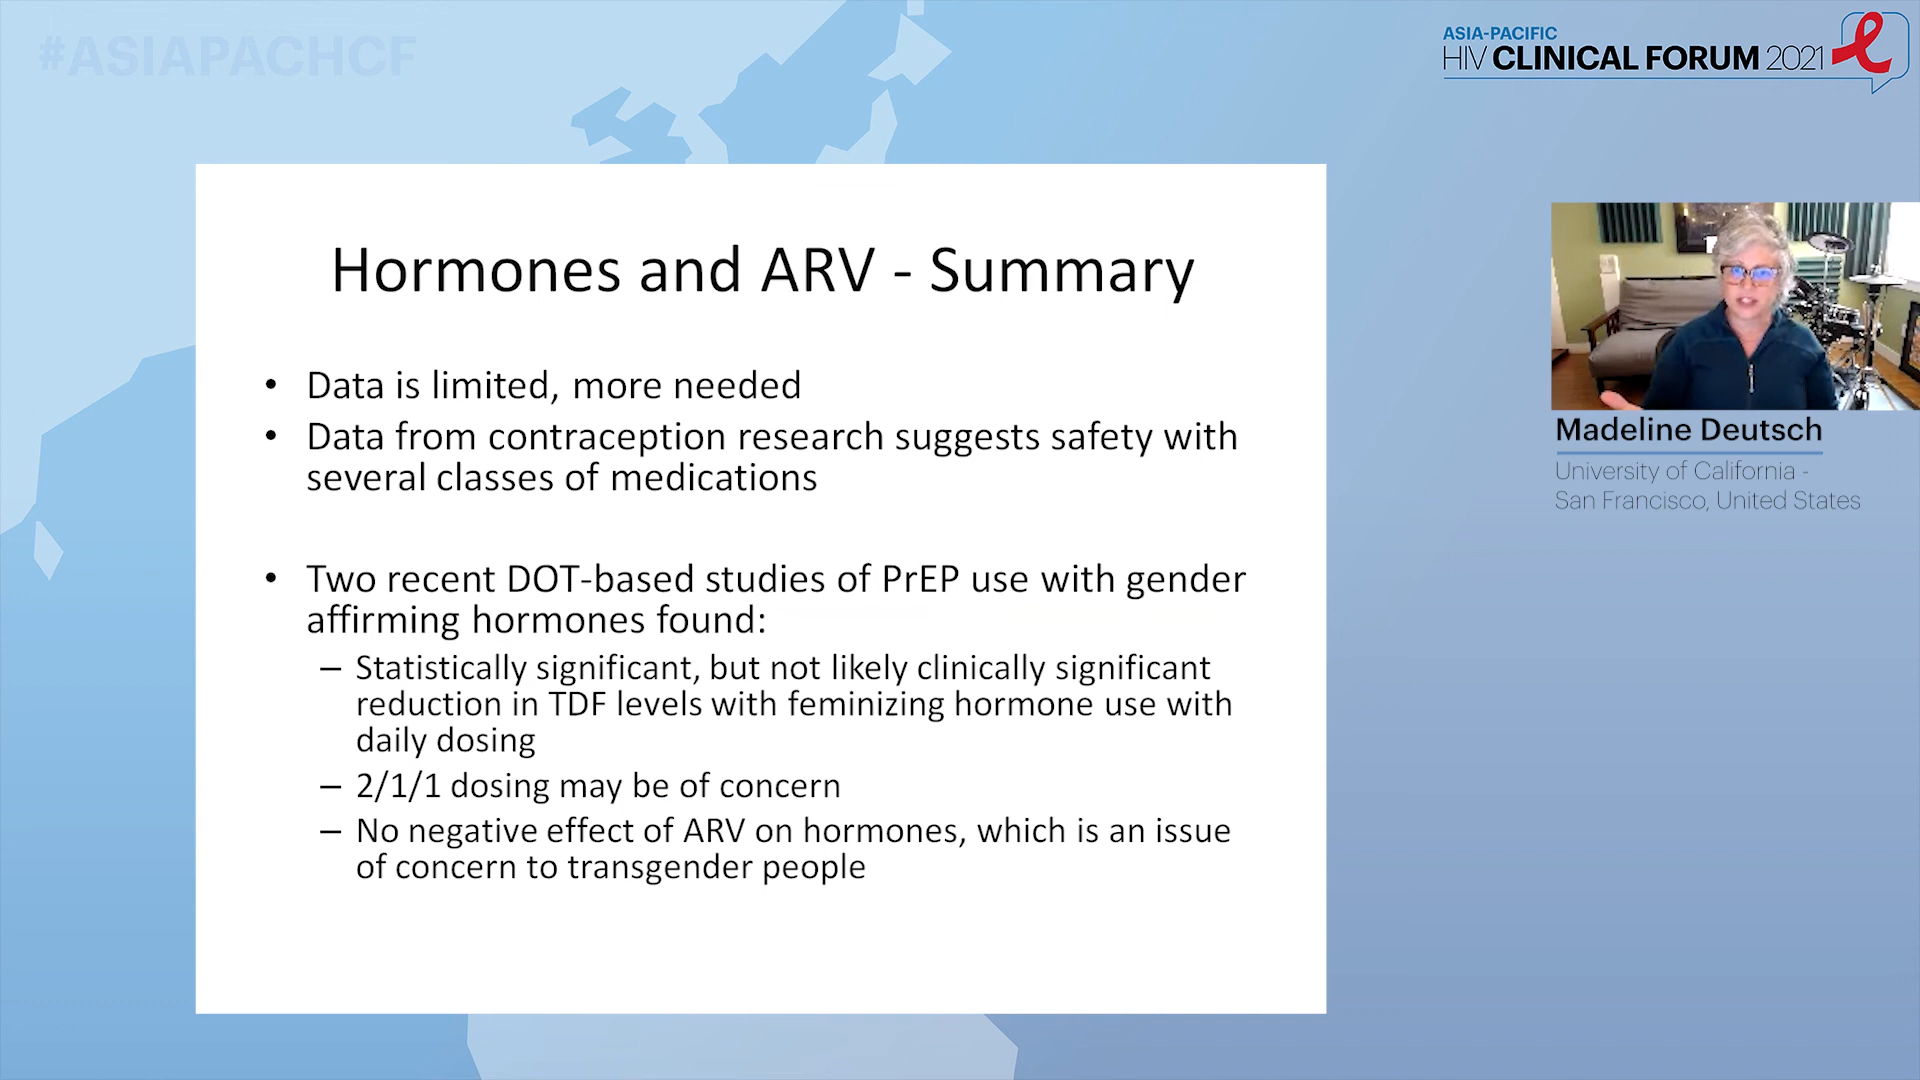 #ASIAPACHCF
ASIA-PACIFIC
HIV CLINICAL FORUM 2021
Hormones and ARV - Summary
• Data is limited, more needed
• Data from contraception research suggests safety with
several classes of medications
• Two recent DOT-based studies of PrEP use with gender
affirming hormones found:
– Statistically significant, but not likely clinically significant
reduction in TDF levels with feminizing hormone use with
daily dosing
– 2/1/1 dosing may be of concern
– No negative effect of ARV on hormones, which is an issue
of concern to transgender people
Madeline Deutsch
University of California -
San Francisco, United States